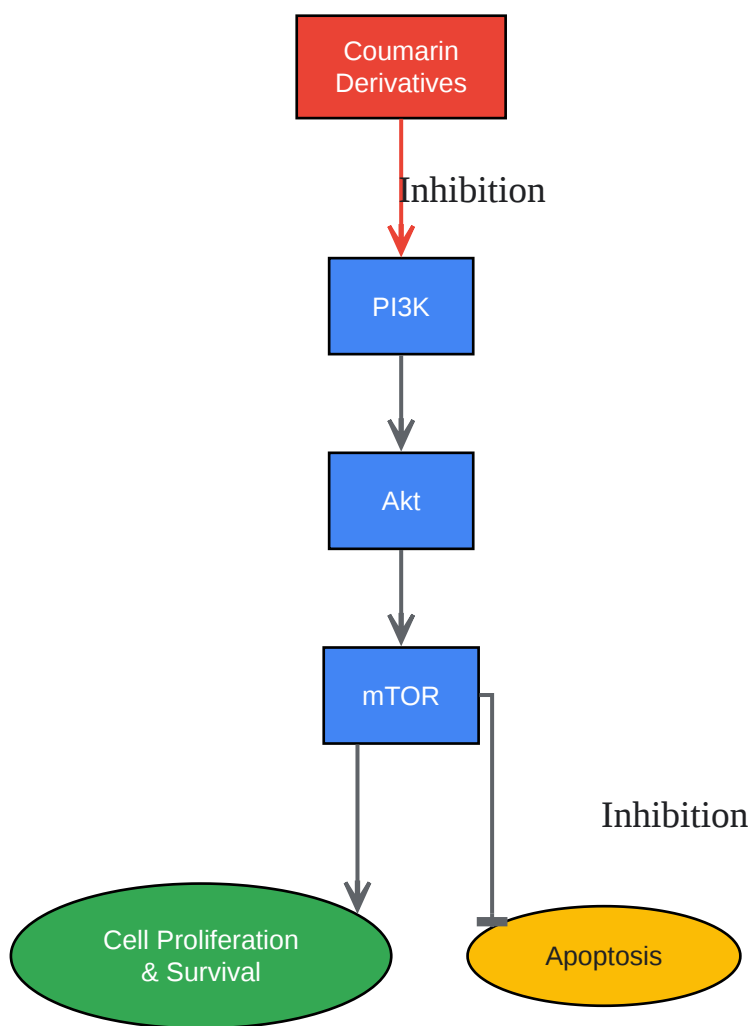 Coumarin
Derivatives
Inhibition
PI3K
Akt
mTOR
Inhibition
Cell Proliferation
& Survival
Apoptosis